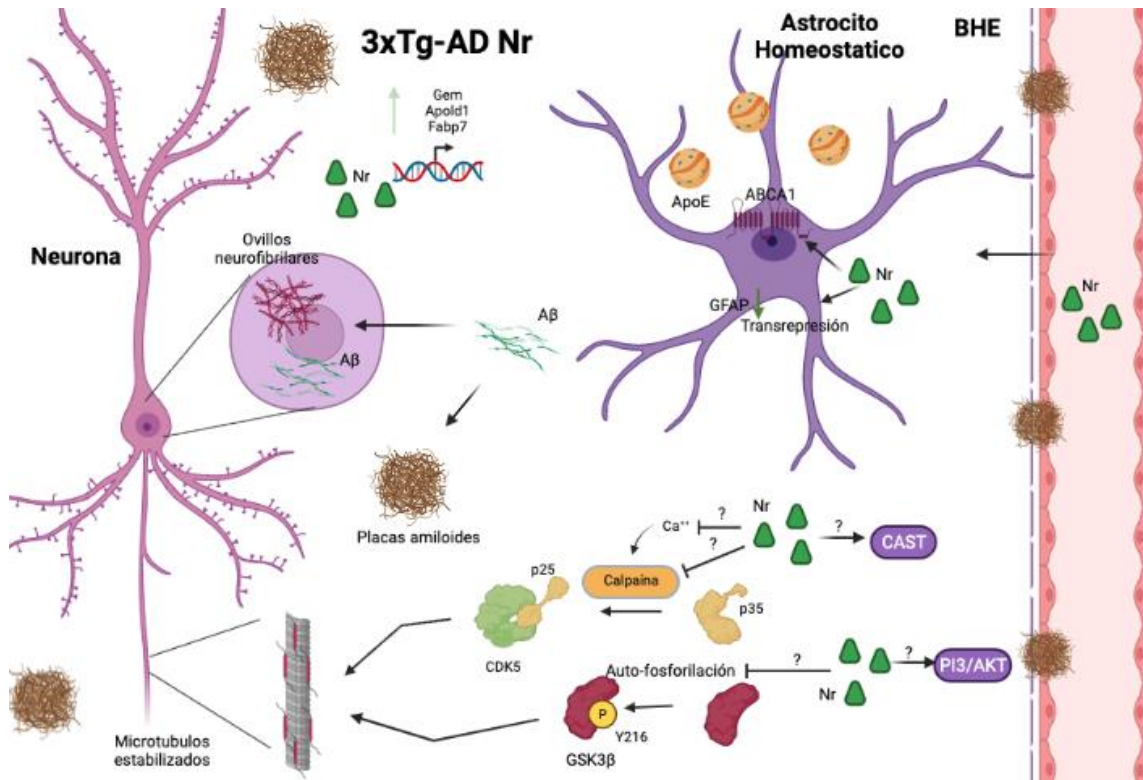 3xTg-AD Nr
Astrocito
Homeostatico
BHE
Gem
Apold1
Fabp7
Nr
ApoE
ABCA1
Neurona
Ovillos
neurofibrilares
Nr
Nr
GFAP
Transrepresión
Aβ
Aβ
Placas amiloides
Nr
Ca⁺⁺
?
?
?
CAST
p25
Calpaina
p35
CDK5
Auto-fosforilación
?
?
PI3/AKT
Nr
P
Y216
GSK3β
Microtubulos
estabilizados